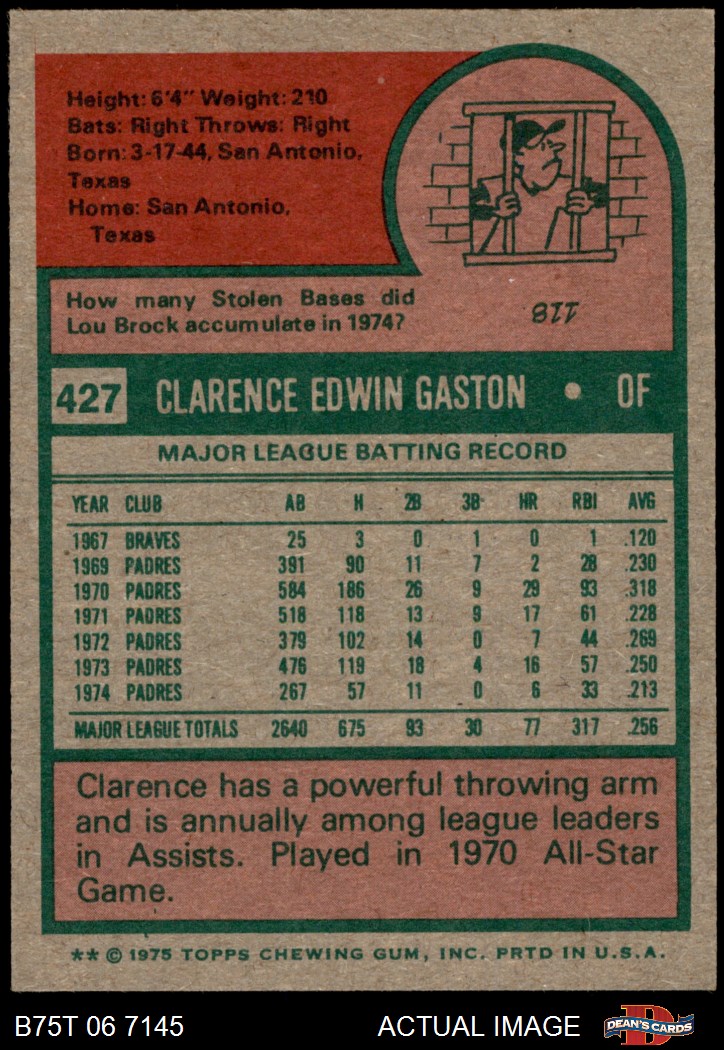 Height: 6'4" Weight: 210
Bats: Right Throws: Right
Born: 3-17-44, San Antonio,
Texas
Home: San Antonio,
Texas
How many Stolen Bases did
Lou Brock accumulate in 1974?
118
427 CLARENCE EDWIN GASTON • OF
MAJOR LEAGUE BATTING RECORD
YEAR CLUB AB H 2B 3B HR RBI AVG
1967 BRAVES 25 3 0 1 0 1 .120
1969 PADRES 391 90 11 7 2 28 .230
1970 PADRES 584 186 26 9 29 93 .318
1971 PADRES 518 118 13 9 17 61 .228
1972 PADRES 379 102 14 0 7 44 .269
1973 PADRES 476 119 18 4 16 57 .250
1974 PADRES 267 57 11 0 6 33 .213
MAJOR LEAGUE TOTALS 2640 675 93 30 77 317 .256
Clarence has a powerful throwing arm
and is annually among league leaders
in Assists. Played in 1970 All-Star
Game.
** © 1975 TOPPS CHEWING GUM, INC. PRTD IN U.S.A.
B75T 06 7145 ACTUAL IMAGE D DEAN'S CARDS